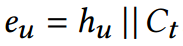 e_u = h_u || C_t